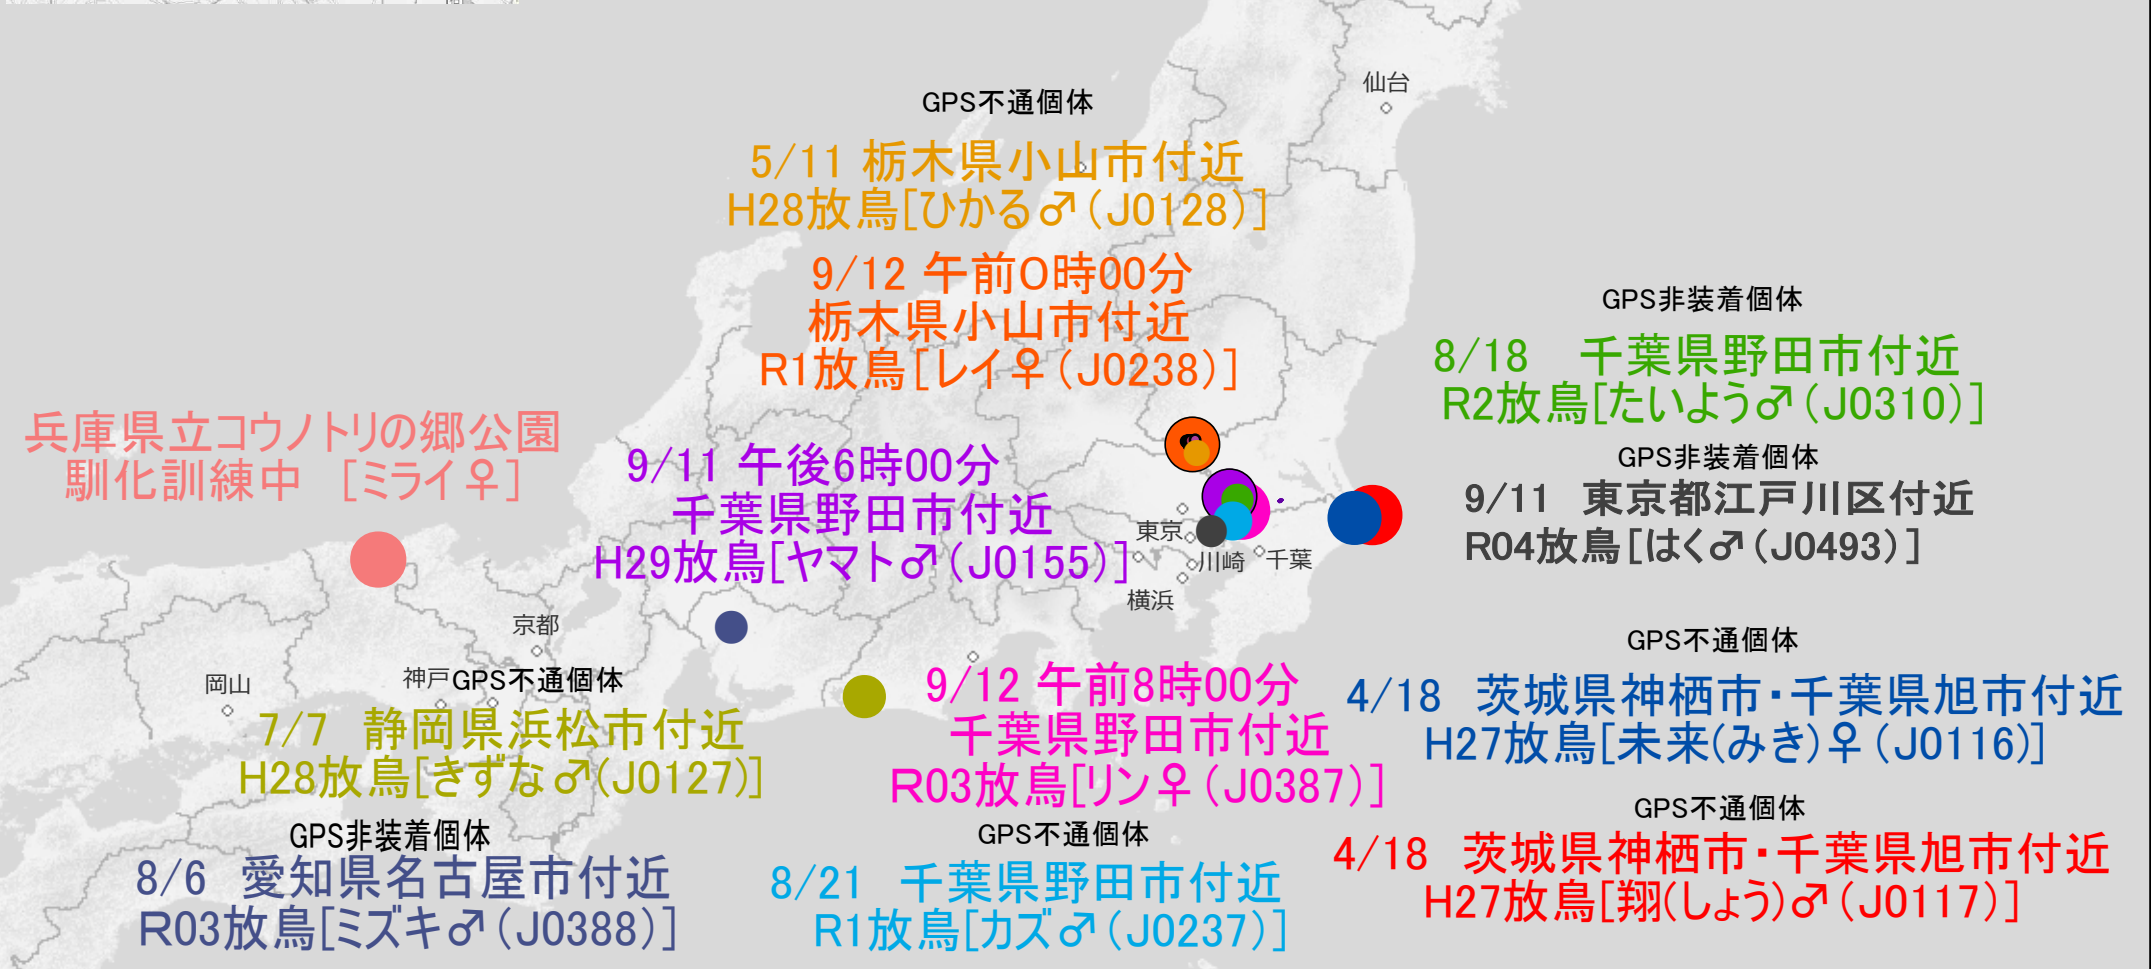 仙台
GPS不通個体
5/11 栃木県小山市付近
H28放鳥[ひかる♂(J0128)]
9/12 午前0時00分
栃木県小山市付近
R1放鳥[レイ♀(J0238)]
GPS非装着個体
8/18 千葉県野田市付近
R2放鳥[たいよう♂(J0310)]
兵庫県立コウノトリの郷公園
馴化訓練中 [ミライ♀]
9/11 午後6時00分
千葉県野田市付近
H29放鳥[ヤマト♂(J0155)]
GPS非装着個体
9/11 東京都江戸川区付近
R04放鳥[はく♂(J0493)]
東京
川崎
千葉
横浜
京都
神戸
岡山
GPS不通個体
7/7 静岡県浜松市付近
H28放鳥[きずな♂(J0127)]
9/12 午前8時00分
千葉県野田市付近
R03放鳥[リン♀(J0387)]
GPS不通個体
4/18 茨城県神栖市・千葉県旭市付近
H27放鳥[未来(みき)♀(J0116)]
GPS非装着個体
8/6 愛知県名古屋市付近
R03放鳥[ミズキ♂(J0388)]
GPS不通個体
8/21 千葉県野田市付近
R1放鳥[カズ♂(J0237)]
GPS不通個体
4/18 茨城県神栖市・千葉県旭市付近
H27放鳥[翔(しょう)♂(J0117)]